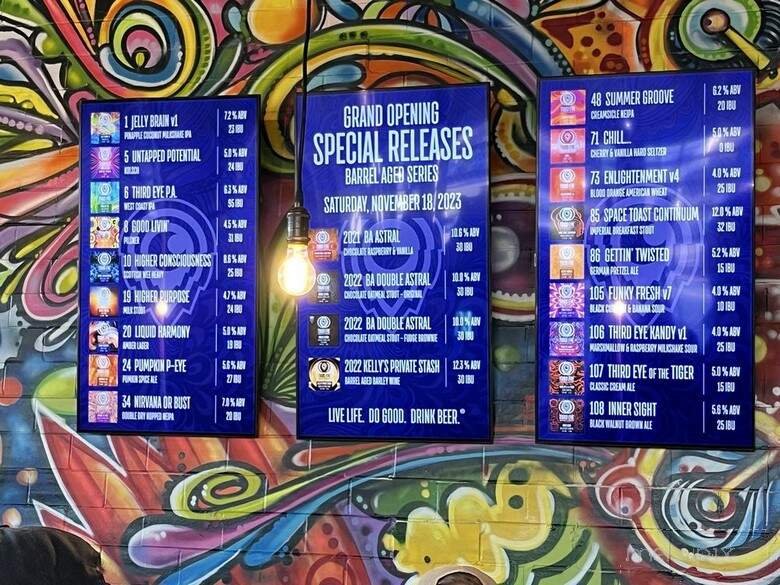 1 JELLY BRAIN v1 7.2 % ABV
PINAPPLE COCONUT MILKSHAKE IPA 23 IBU
5 UNTAPPED POTENTIAL 5.0 % ABV
KOLSCH 24 IBU
6 THIRD EYE P.A. 6.3 % ABV
WEST COAST IPA 95 IBU
8 GOOD LIVIN' 4.5 % ABV
PILSNER 31 IBU
10 HIGHER CONSCIOUSNESS 8.6 % ABV
SCOTCH WEE HEAVY 25 IBU
19 HIGHER PURPOSE 4.7 % ABV
MILK STOUT 24 IBU
20 LIQUID HARMONY 5.0 % ABV
AMBER LAGER 19 IBU
24 PUMPKIN P-EYE 5.6 % ABV
PUMKIN SPICE ALE 27 IBU
34 NIRVANA OR BUST 7.0 % ABV
DOUBLE DRY HOPPED NEIPA 20 IBU
GRAND OPENING
SPECIAL RELEASES
BARREL AGED SERIES
SATURDAY, NOVEMBER 18, 2023
2021 BA ASTRAL 10.6 % ABV
CHOCOLATE RASPBERRY & VANILLA 30 IBU
2022 BA DOUBLE ASTRAL 10.0 % ABV
CHOCOLATE OATMEAL STOUT - ORIGINAL 30 IBU
2022 BA DOUBLE ASTRAL 10.0 % ABV
CHOCOLATE OATMEAL STOUT - FUDGE BROWNIE 30 IBU
2022 KELLY'S PRIVATE STASH 12.3 % ABV
BARREL AGED BARLEY WINE 30 IBU
LIVE LIFE. DO GOOD. DRINK BEER.®
48 SUMMER GROOVE 6.2 % ABV
CREAMSICLE NEIPA 20 IBU
71 CHILL... 5.0 % ABV
CHERRY & VANILLA HARD SELTZER 0 IBU
73 ENLIGHTENMENT v4 4.0 % ABV
BLOOD ORANGE AMERICAN WHEAT 25 IBU
85 SPACE TOAST CONTINUUM 12.0 % ABV
IMPERIAL BREAKFAST STOUT 32 IBU
86 GETTIN' TWISTED 5.2 % ABV
GERMAN PRETZEL ALE 15 IBU
105 FUNKY FRESH v7 4.0 % ABV
BLACK CURRANT & BANANA SOUR 10 IBU
106 THIRD EYE KANDY v1 4.0 % ABV
MARSHMALLOW & RASPBERRY MILKSHAKE SOUR 25 IBU
107 THIRD EYE OF THE TIGER 5.0 % ABV
CLASSIC CREAM ALE 15 IBU
108 INNER SIGHT 5.6 % ABV
BLACK WALNUT BROWN ALE 25 IBU